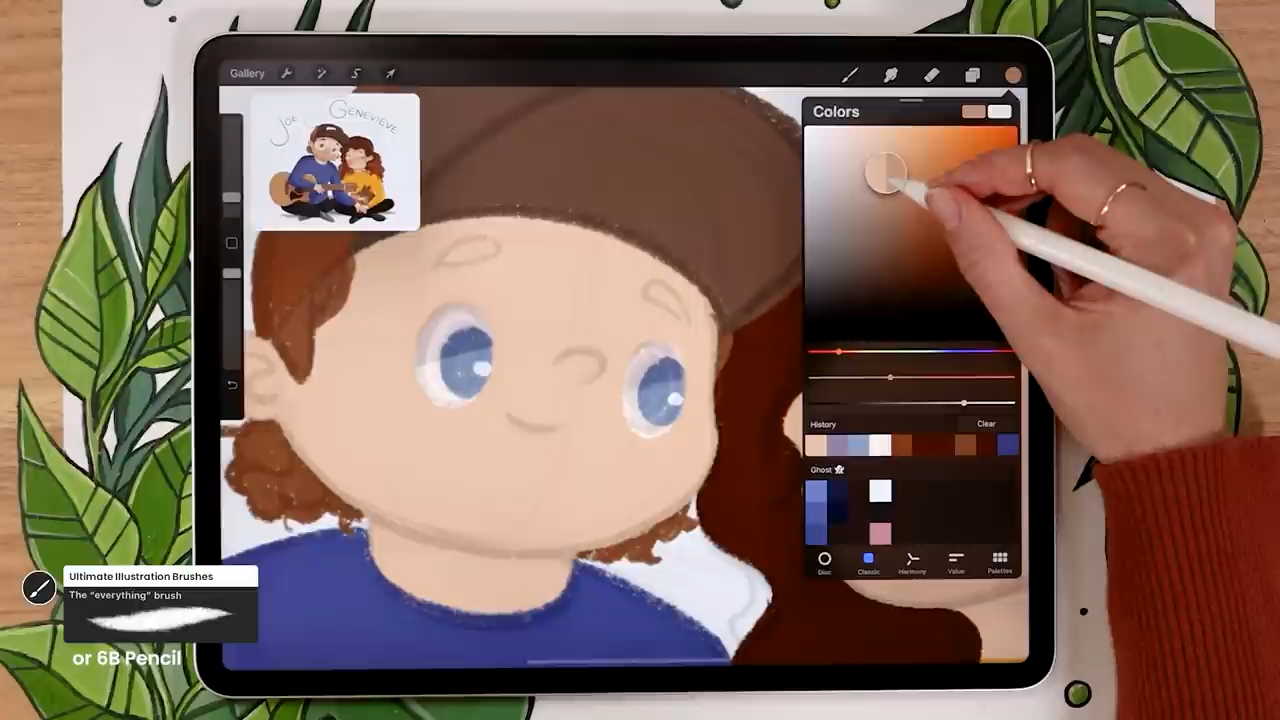 Gallery
JOE
GENEVIEVE
Colors
History
Clear
Ghost
Disc
Classic
Harmony
Value
Palettes
Ultimate Illustration Brushes
The “everything” brush
or 6B Pencil